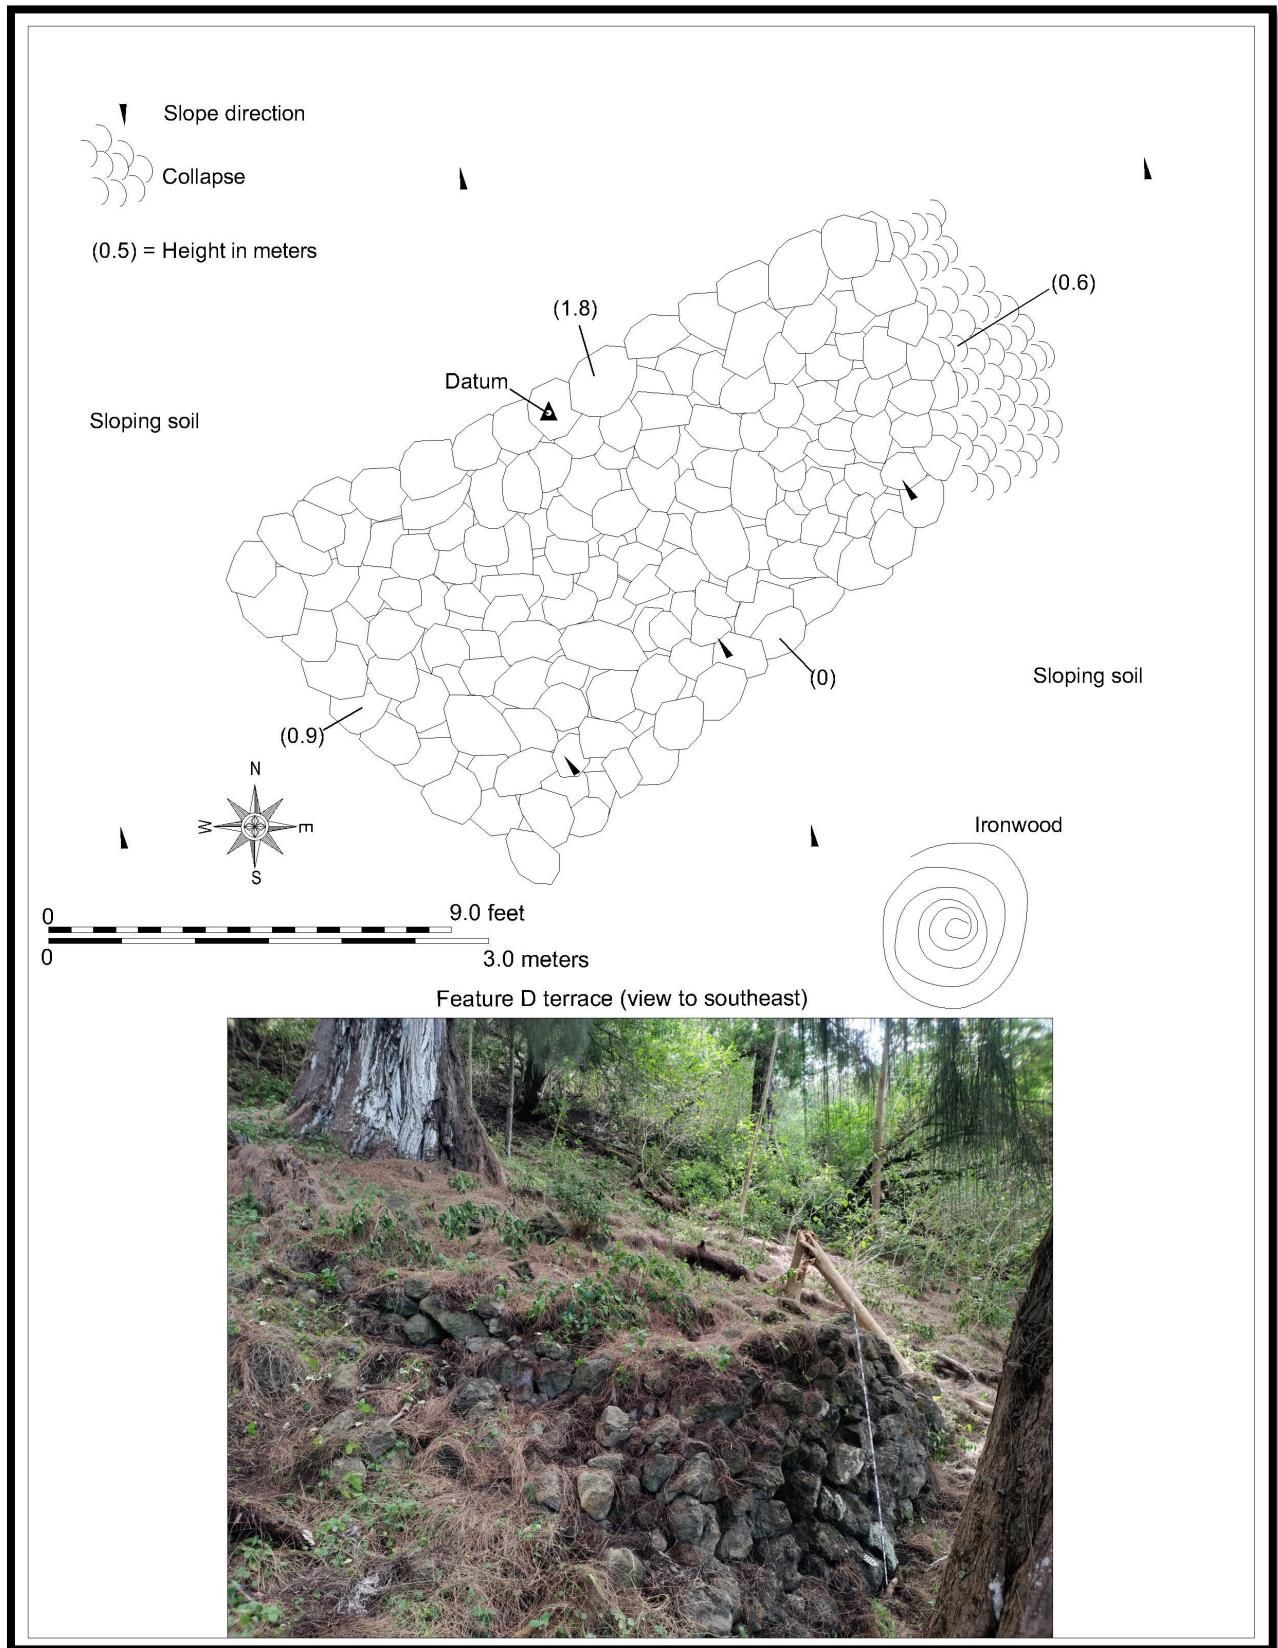 Slope direction
Collapse
(0.5) = Height in meters
(0.6)
(1.8)
Datum
Sloping soil
Sloping soil
(0)
(0.9)
N
W
E
S
Ironwood
0
9.0 feet
0
3.0 meters
Feature D terrace (view to southeast)